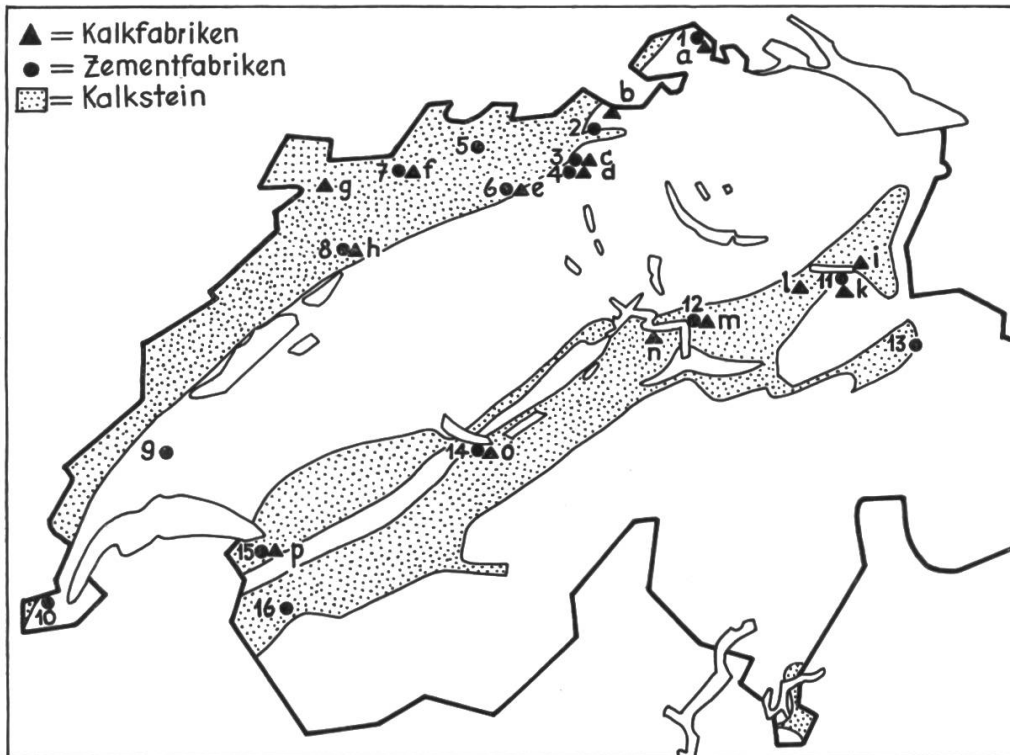 ▲ = Kalkfabriken
● = Zementfabriken
= Kalkstein
1
a
b
2
3 c
4 d
5
7 f
6 e
g
8 h
i
l 11 k
12 m
n
13
9
14 o
15 p
16
10